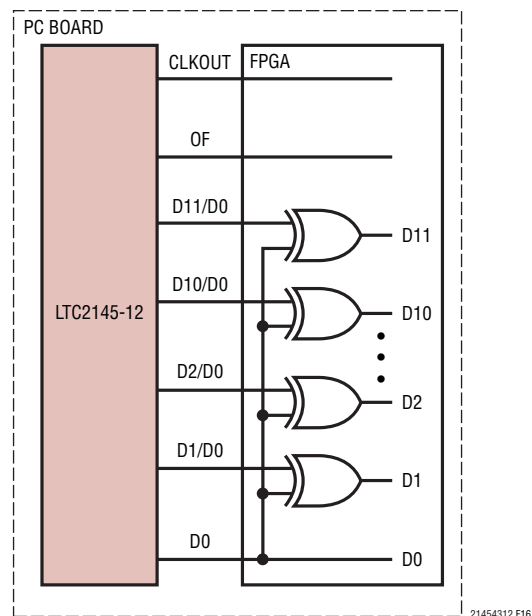 PC BOARD
CLKOUT
FPGA
OF
D11/D0
D11
D10/D0
LTC2145-12
D10
D2/D0
D2
D1/D0
D1
D0
D0
21454312 F16